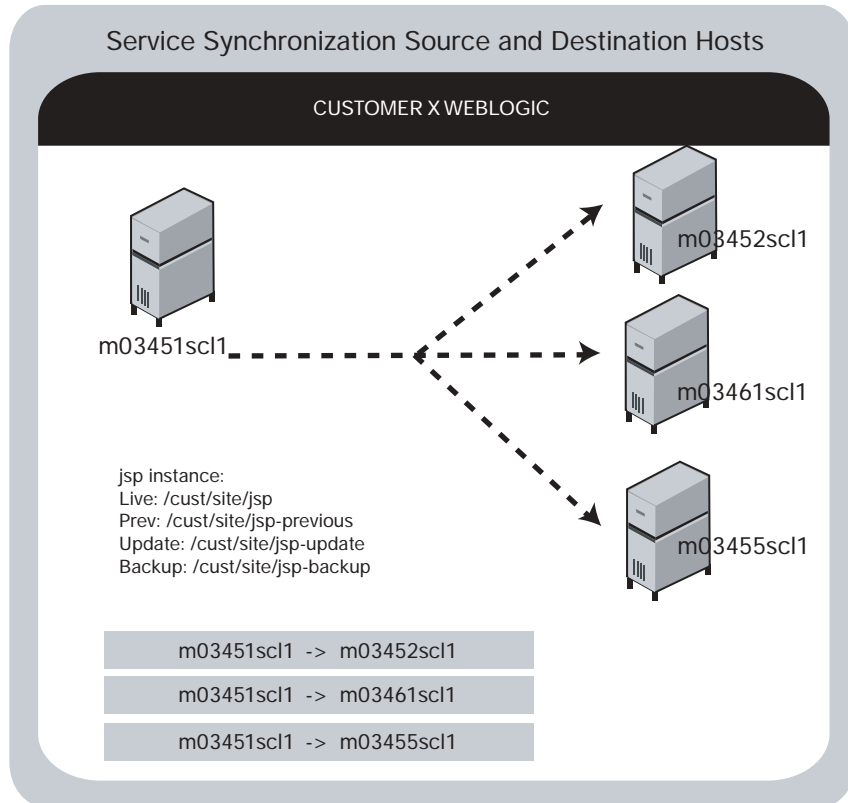 Service Synchronization Source and Destination Hosts
CUSTOMER X WEBLOGIC
m03452scl1
m03451scl1
m03461scl1
m03455scl1
jsp instance:
Live: /cust/site/jsp
Prev: /cust/site/jsp-previous
Update: /cust/site/jsp-update
Backup: /cust/site/jsp-backup
m03451scl1 -> m03452scl1
m03451scl1 -> m03461scl1
m03451scl1 -> m03455scl1